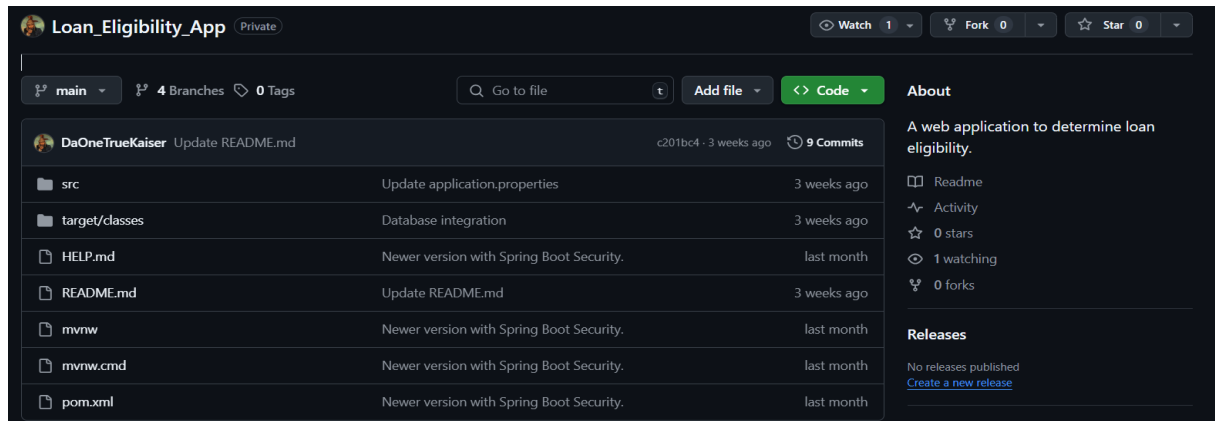 Loan_Eligibility_App Private
Watch 1
Fork 0
Star 0
main
4 Branches
0 Tags
Go to file t
Add file
<> Code
DaOneTrueKaiser Update README.md c201bc4 · 3 weeks ago 9 Commits
src Update application.properties 3 weeks ago
target/classes Database integration 3 weeks ago
HELP.md Newer version with Spring Boot Security. last month
README.md Update README.md 3 weeks ago
mvnw Newer version with Spring Boot Security. last month
mvnw.cmd Newer version with Spring Boot Security. last month
pom.xml Newer version with Spring Boot Security. last month
About
A web application to determine loan
eligibility.
Readme
Activity
0 stars
1 watching
0 forks
Releases
No releases published
Create a new release